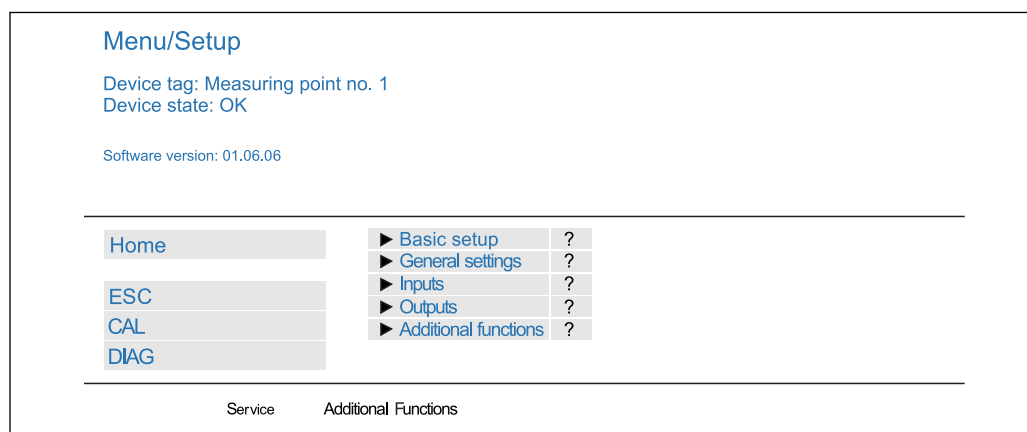 Menu/Setup
Device tag: Measuring point no. 1
Device state: OK
Software version: 01.06.06
Home
ESC
CAL
DIAG
► Basic setup ?
► General settings ?
► Inputs ?
► Outputs ?
► Additional functions ?
Service Additional Functions